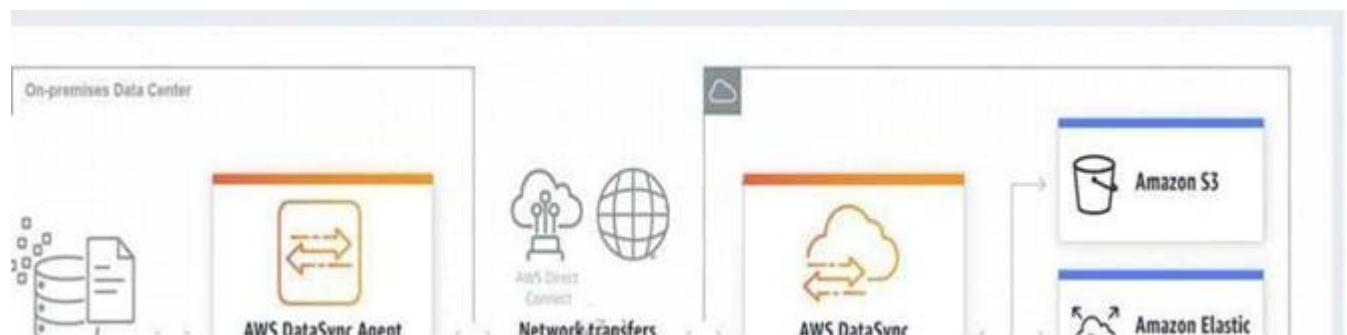 On-premises Data Center
Amazon S3
AWS Direct
Connect
AWS DataSync Agent
Network transfers
AWS DataSync
Amazon Elastic